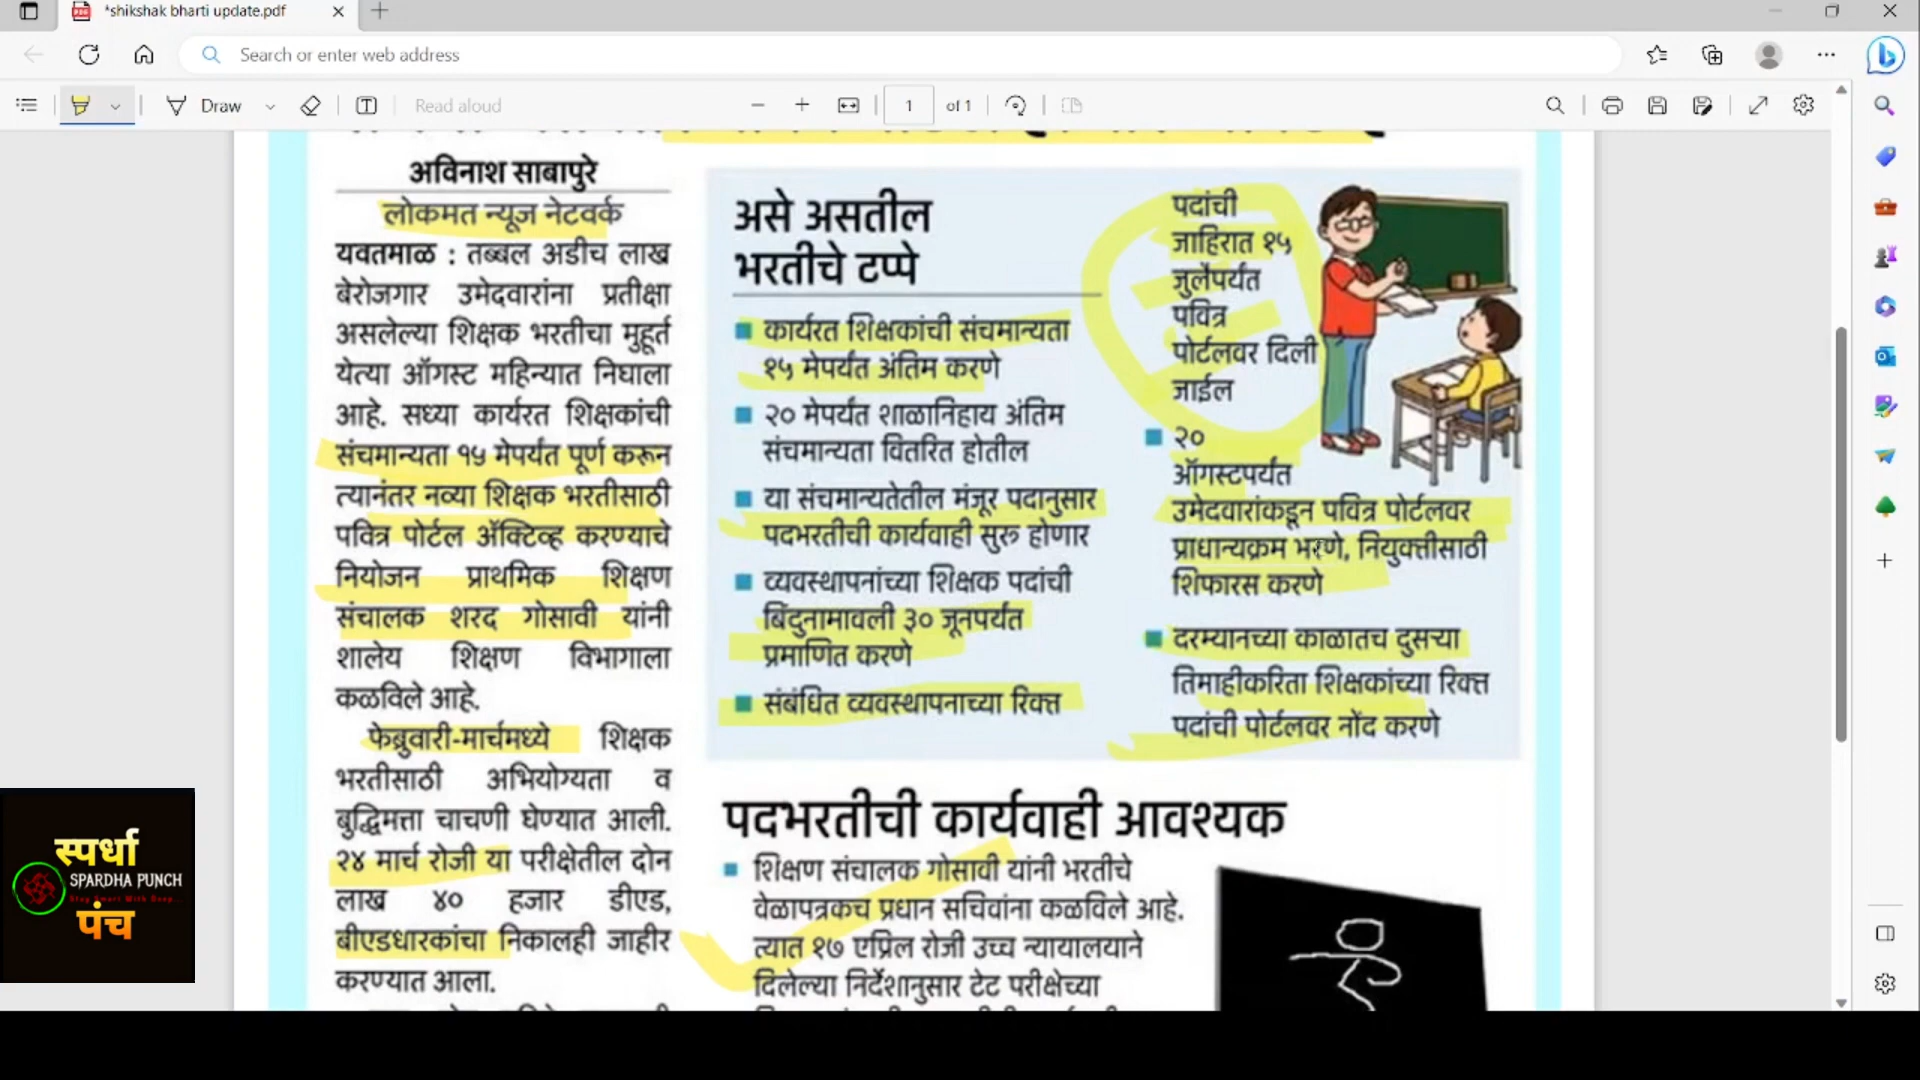 *shikshak bharti update.pdf
Search or enter web address
Draw
Read aloud
1 of 1
अविनाश साबापुरे
लोकमत न्यूज नेटवर्क
यवतमाळ : तब्बल अडीच लाख
बेरोजगार उमेदवारांना प्रतीक्षा
असलेल्या शिक्षक भरतीचा मुहूर्त
येत्या ऑगस्ट महिन्यात निघाला
आहे. सध्या कार्यरत शिक्षकांची
संचमान्यता १५ मेपर्यंत पूर्ण करून
त्यानंतर नव्या शिक्षक भरतीसाठी
पवित्र पोर्टल ॲक्टिव्ह करण्याचे
नियोजन प्राथमिक शिक्षण
संचालक शरद गोसावी यांनी
शालेय शिक्षण विभागाला
कळविले आहे.
फेब्रुवारी-मार्चमध्ये शिक्षक
भरतीसाठी अभियोग्यता व
बुद्धिमत्ता चाचणी घेण्यात आली.
२४ मार्च रोजी या परीक्षेतील दोन
लाख ४० हजार डीएड,
बीएडधारकांचा निकालही जाहीर
करण्यात आला.
असे असतील
भरतीचे टप्पे
कार्यरत शिक्षकांची संचमान्यता
१५ मेपर्यंत अंतिम करणे
२० मेपर्यंत शाळानिहाय अंतिम
संचमान्यता वितरित होतील
या संचमान्यतेतील मंजूर पदानुसार
पदभरतीची कार्यवाही सुरू होणार
व्यवस्थापनांच्या शिक्षक पदांची
बिंदुनामावली ३० जूनपर्यंत
प्रमाणित करणे
संबंधित व्यवस्थापनाच्या रिक्त
पदांची
जाहिरात १५
जुलैपर्यंत
पवित्र
पोर्टलवर दिली
जाईल
२०
ऑगस्टपर्यंत
उमेदवारांकडून पवित्र पोर्टलवर
प्राधान्यक्रम भरणे, नियुक्तीसाठी
शिफारस करणे
दरम्यानच्या काळातच दुसऱ्या
तिमाहीकरिता शिक्षकांच्या रिक्त
पदांची पोर्टलवर नोंद करणे
पदभरतीची कार्यवाही आवश्यक
शिक्षण संचालक गोसावी यांनी भरतीचे
वेळापत्रकच प्रधान सचिवांना कळविले आहे.
त्यात १७ एप्रिल रोजी उच्च न्यायालयाने
दिलेल्या निर्देशानुसार टेट परीक्षेच्या
स्पर्धा
SPARDHA PUNCH
पंच